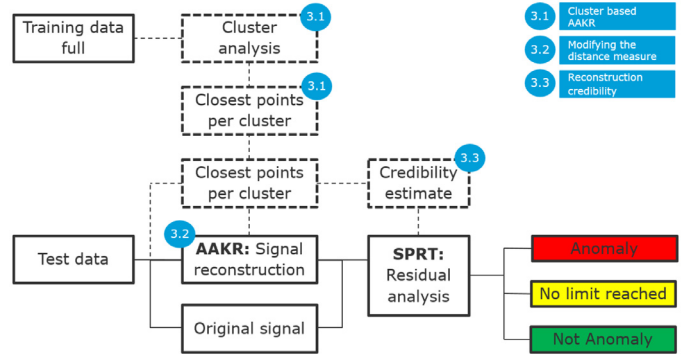 Training data
full
Cluster
analysis
3.1
3.1
Cluster based
AAKR
3.2
Modifying the
distance measure
3.3
Reconstruction
credibility
Closest points
per cluster
3.1
Closest points
per cluster
Credibility
estimate
3.3
Test data
3.2
AAKR: Signal
reconstruction
SPRT:
Residual
analysis
Original signal
Anomaly
No limit reached
Not Anomaly